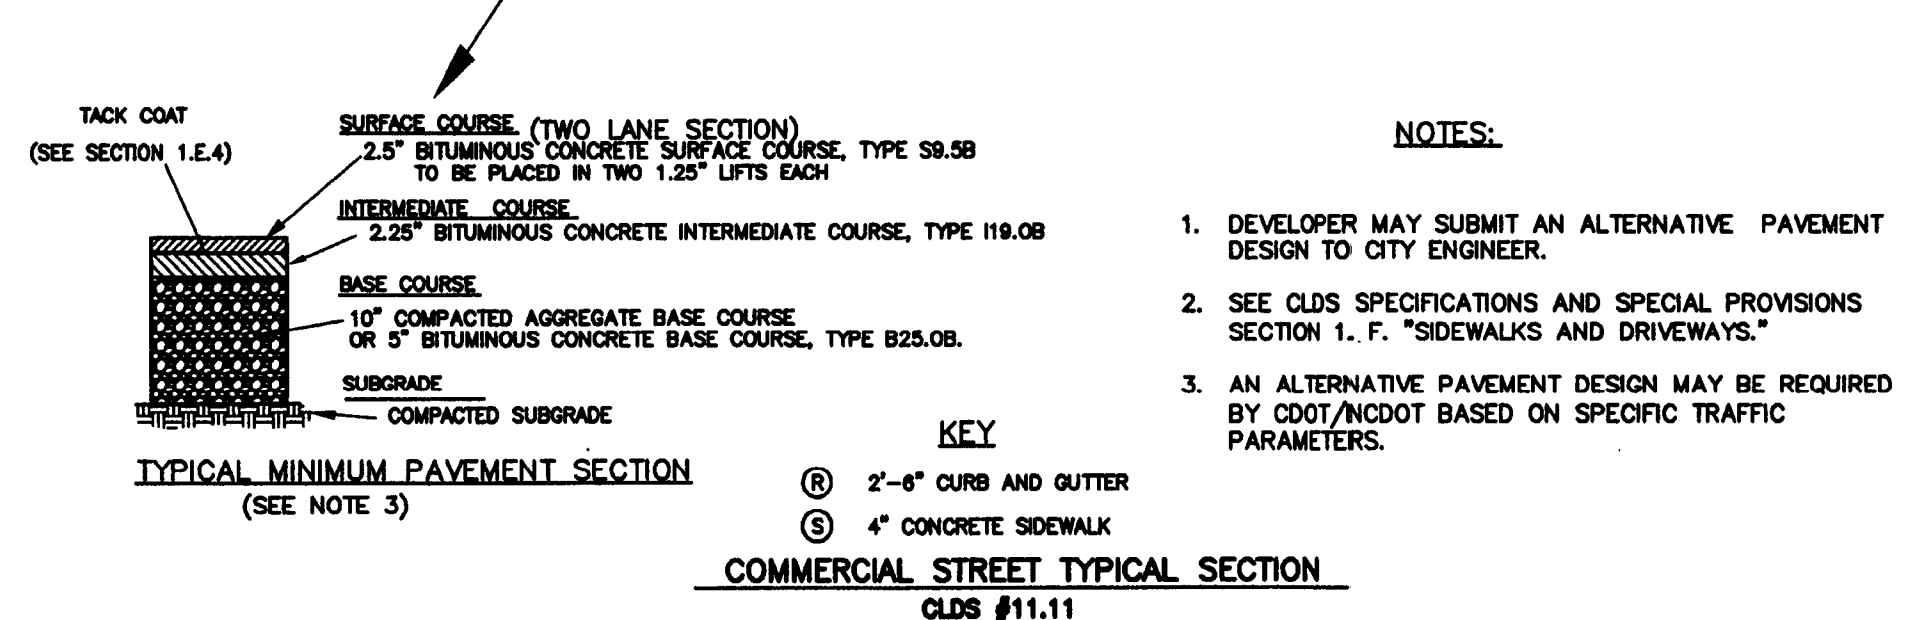 TACK COAT
(SEE SECTION 1.E.4)
SURFACE COURSE (TWO LANE SECTION)
2.5" BITUMINOUS CONCRETE SURFACE COURSE, TYPE S9.5B
TO BE PLACED IN TWO 1.25" LIFTS EACH
INTERMEDIATE COURSE
2.25" BITUMINOUS CONCRETE INTERMEDIATE COURSE, TYPE I19.0B
BASE COURSE
10" COMPACTED AGGREGATE BASE COURSE
OR 5" BITUMINOUS CONCRETE BASE COURSE, TYPE B25.0B.
SUBGRADE
COMPACTED SUBGRADE
TYPICAL MINIMUM PAVEMENT SECTION
(SEE NOTE 3)
KEY
R 2'-6" CURB AND GUTTER
S 4" CONCRETE SIDEWALK
NOTES:
1. DEVELOPER MAY SUBMIT AN ALTERNATIVE PAVEMENT
DESIGN TO CITY ENGINEER.
2. SEE CLDS SPECIFICATIONS AND SPECIAL PROVISIONS
SECTION 1. F. "SIDEWALKS AND DRIVEWAYS."
3. AN ALTERNATIVE PAVEMENT DESIGN MAY BE REQUIRED
BY CDOT/NCDOT BASED ON SPECIFIC TRAFFIC
PARAMETERS.
COMMERCIAL STREET TYPICAL SECTION
CLDS #11.11